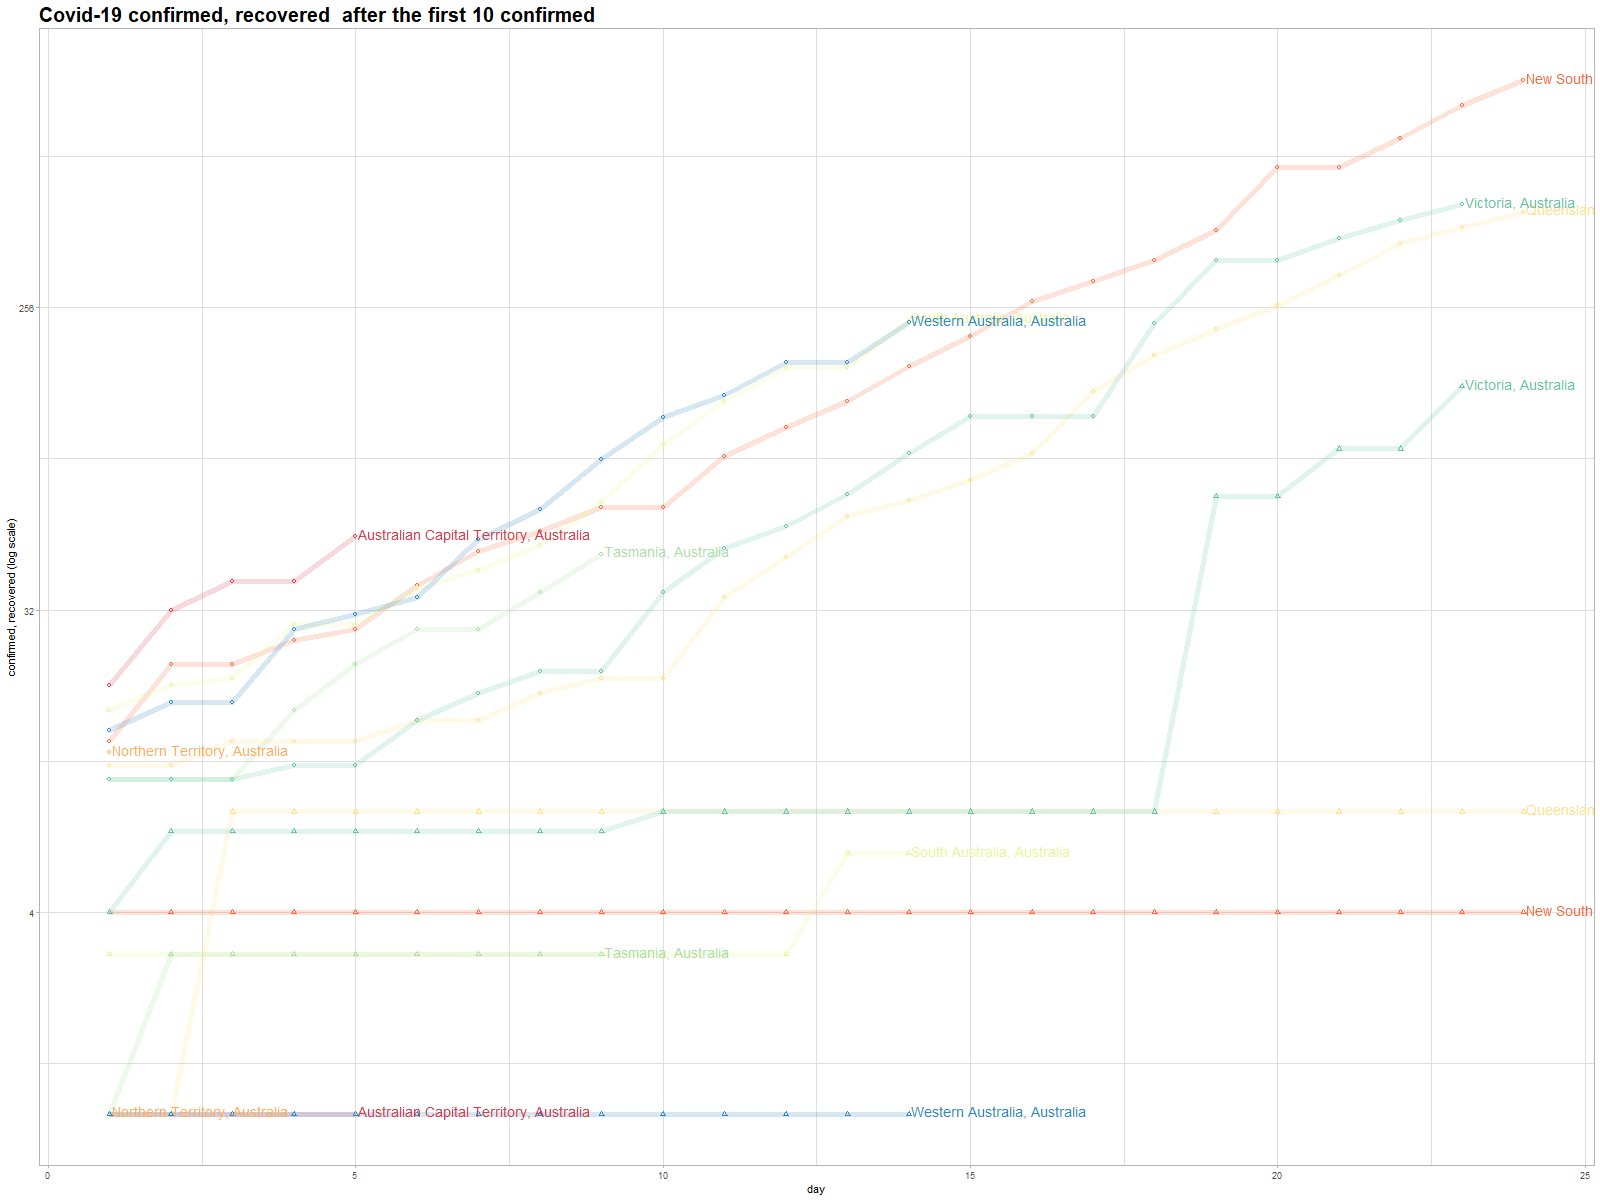 Covid-19 confirmed, recovered  after the first 10 confirmed
New South
Victoria, Australia
Queenslan
256
Western Australia, Australia
Victoria, Australia
Australian Capital Territory, Australia
Tasmania, Australia
32
confirmed, recovered (log scale)
Northern Territory, Australia
Queenslan
South Australia, Australia
4
New South
Tasmania, Australia
Northern Territory, Australia
Australian Capital Territory, Australia
Western Australia, Australia
0 5 10 15 20 25
day